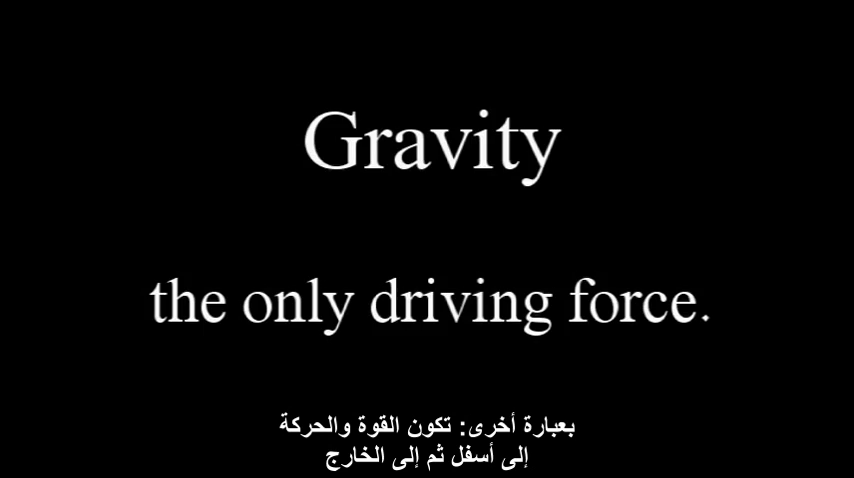 Gravity
the only driving force.
بعبارة أخرى: تكون القوة والحركة
إلى أسفل ثم إلى الخارج